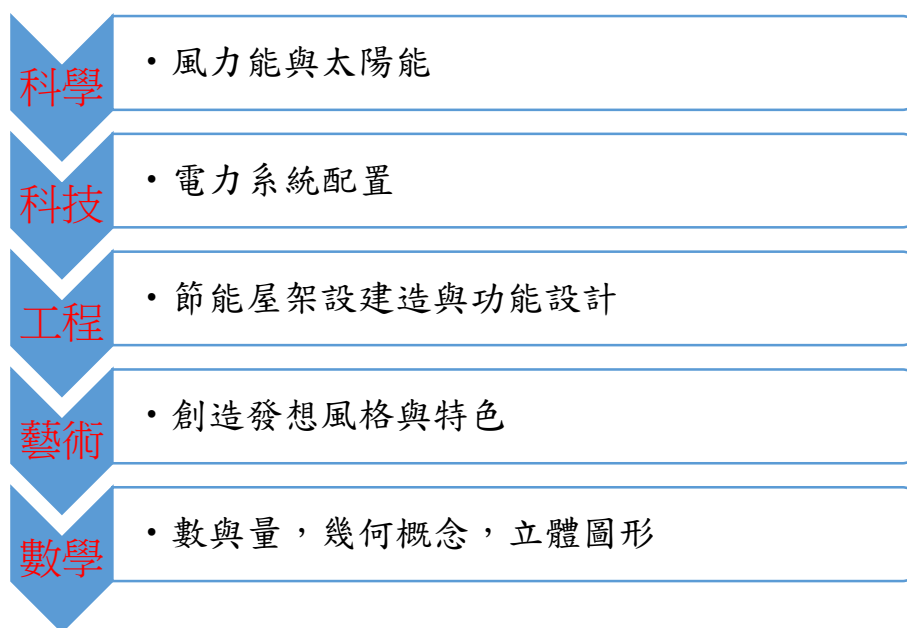 科學
•風力能與太陽能
科技
•電力系統配置
工程
•節能屋架設建造與功能設計
藝術
•創造發想風格與特色
數學
•數與量，幾何概念，立體圖形